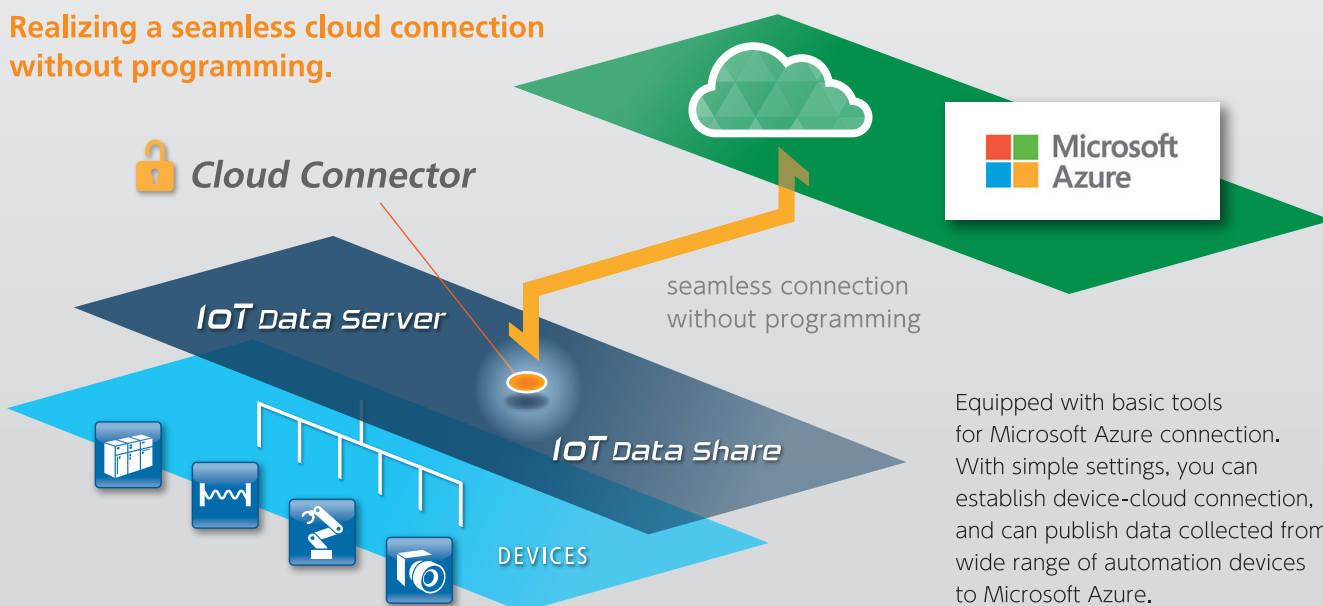 Realizing a seamless cloud connection
without programming.
Cloud Connector
Microsoft
Azure
seamless connection
without programming
IoT Data Server
IoT Data Share
DEVICES
Equipped with basic tools
for Microsoft Azure connection.
With simple settings, you can
establish device-cloud connection,
and can publish data collected from
wide range of automation devices
to Microsoft Azure.